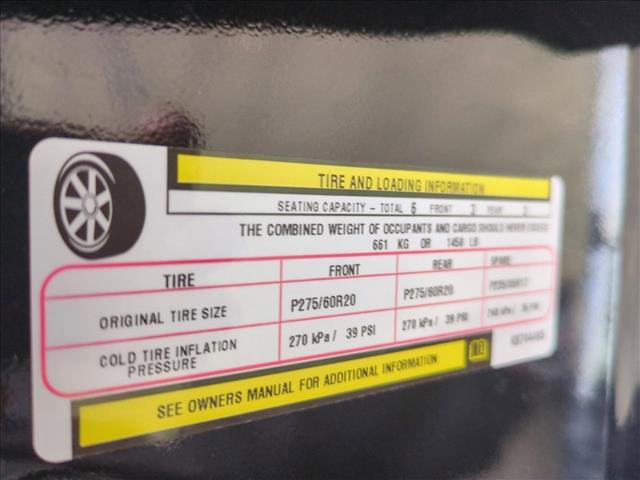 TIRE AND LOADING INFORMATION
SEATING CAPACITY - TOTAL 6 FRONT 3 REAR 3
THE COMBINED WEIGHT OF OCCUPANTS AND CARGO SHOULD NEVER EXCEED
661 KG OR 1458 LB
TIRE FRONT REAR SPARE
ORIGINAL TIRE SIZE P275/60R20 P275/60R20
COLD TIRE INFLATION PRESSURE 270 kPa / 39 PSI 270 kPa / 39 PSI
SEE OWNERS MANUAL FOR ADDITIONAL INFORMATION